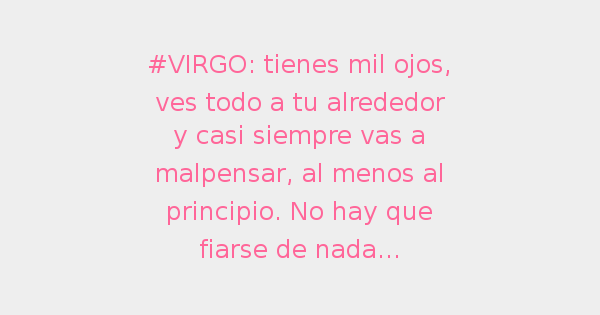 #VIRGO: tienes mil ojos,
ves todo a tu alrededor
y casi siempre vas a
malpensar, al menos al
principio. No hay que
fiarse de nada...